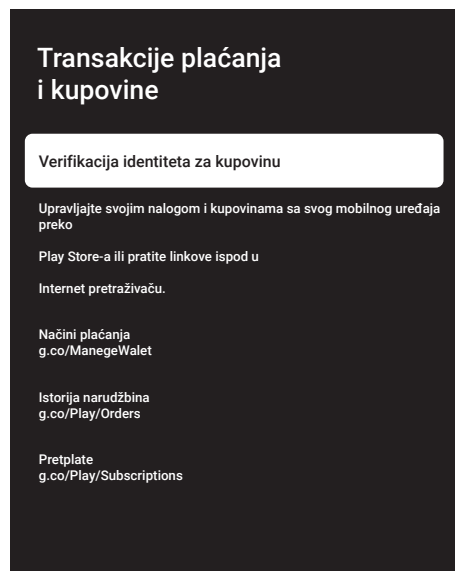 Transakcije plaćanja
i kupovine
Verifikacija identiteta za kupovinu
Upravljajte svojim nalogom i kupovinama sa svog mobilnog uređaja
preko
Play Store-a ili pratite linkove ispod u
Internet pretraživaču.
Načini plaćanja
g.co/ManegeWalet
Istorija narudžbina
g.co/Play/Orders
Pretplate
g.co/Play/Subscriptions